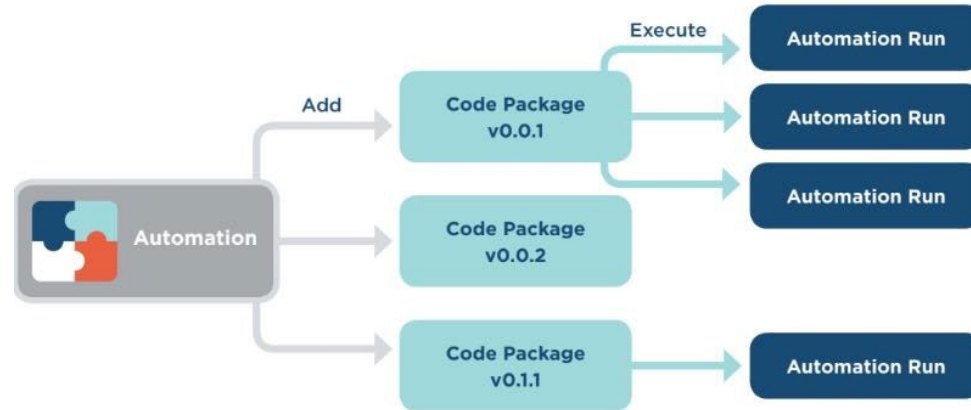 Execute
Automation Run
Add
Code Package
v0.0.1
Automation Run
Automation Run
Automation
Code Package
v0.0.2
Code Package
v0.1.1
Automation Run